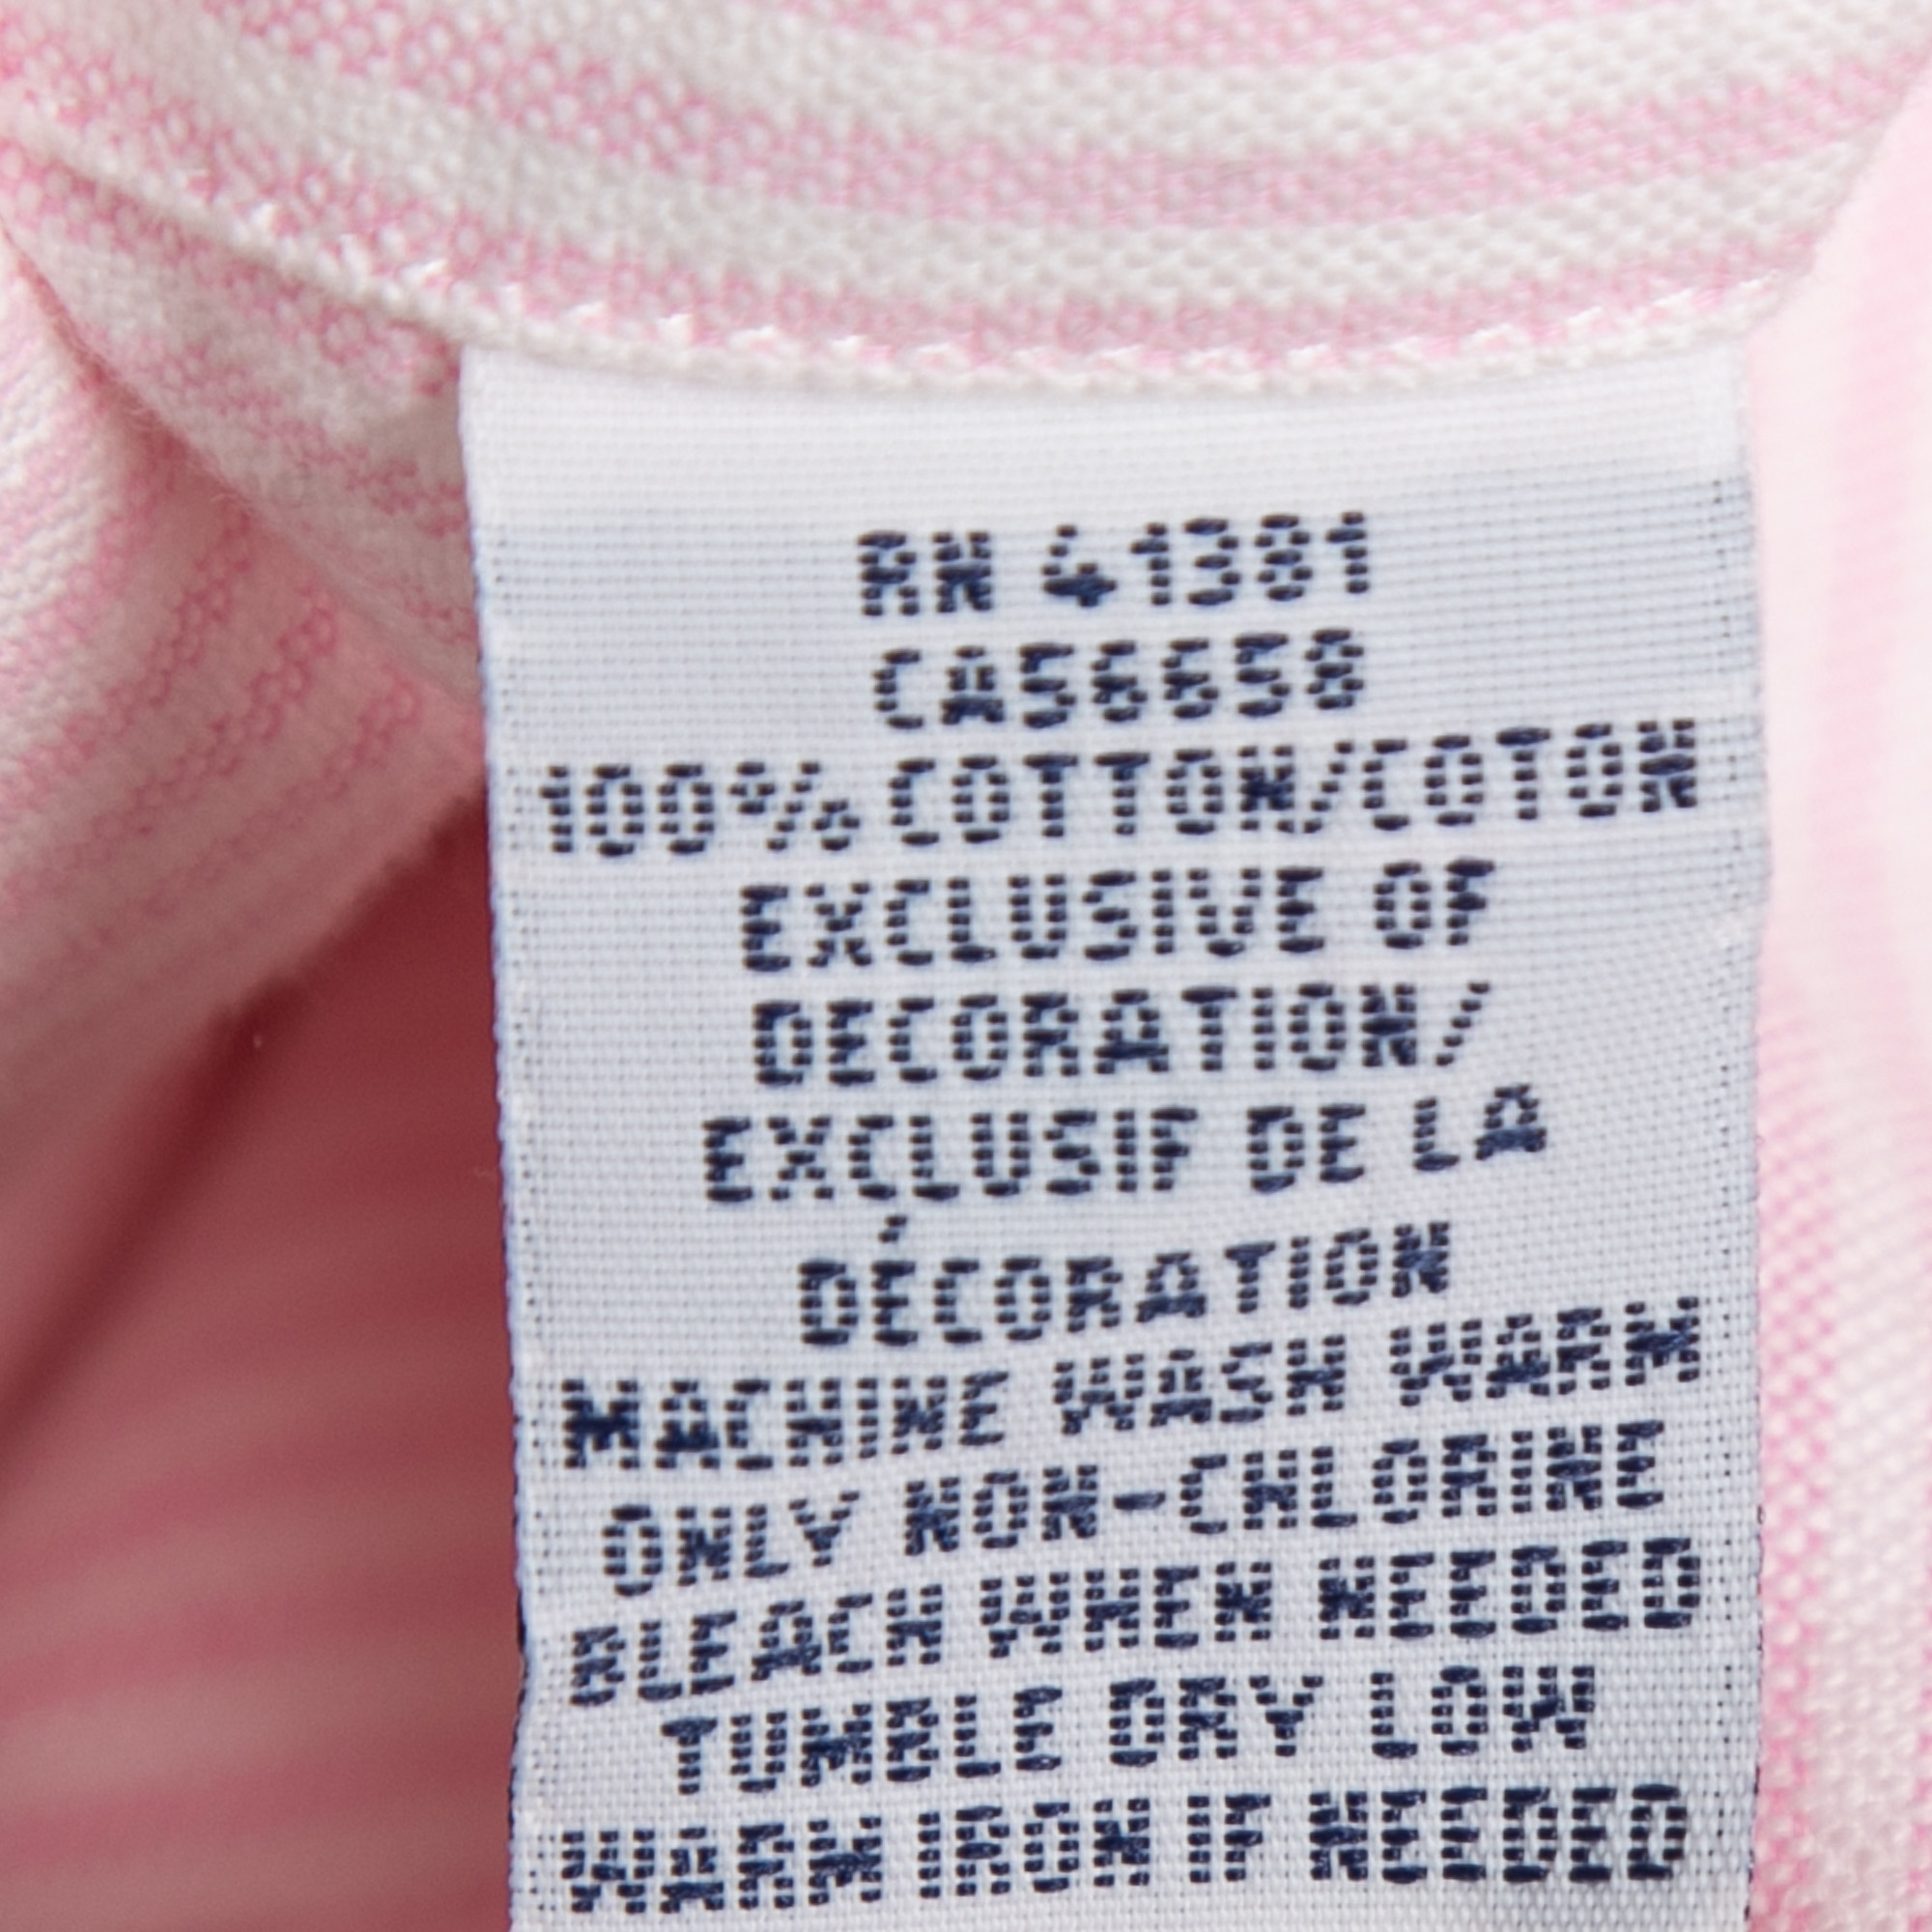 RN 41381
CA56658
100% COTTON/COTON
EXCLUSIVE OF
DECORATION/
EXCLUSIF DE LA
DÉCORATION
MACHINE WASH WARM
ONLY NON-CHLORINE
BLEACH WHEN NEEDED
TUMBLE DRY LOW
WARM IRON IF NEEDED